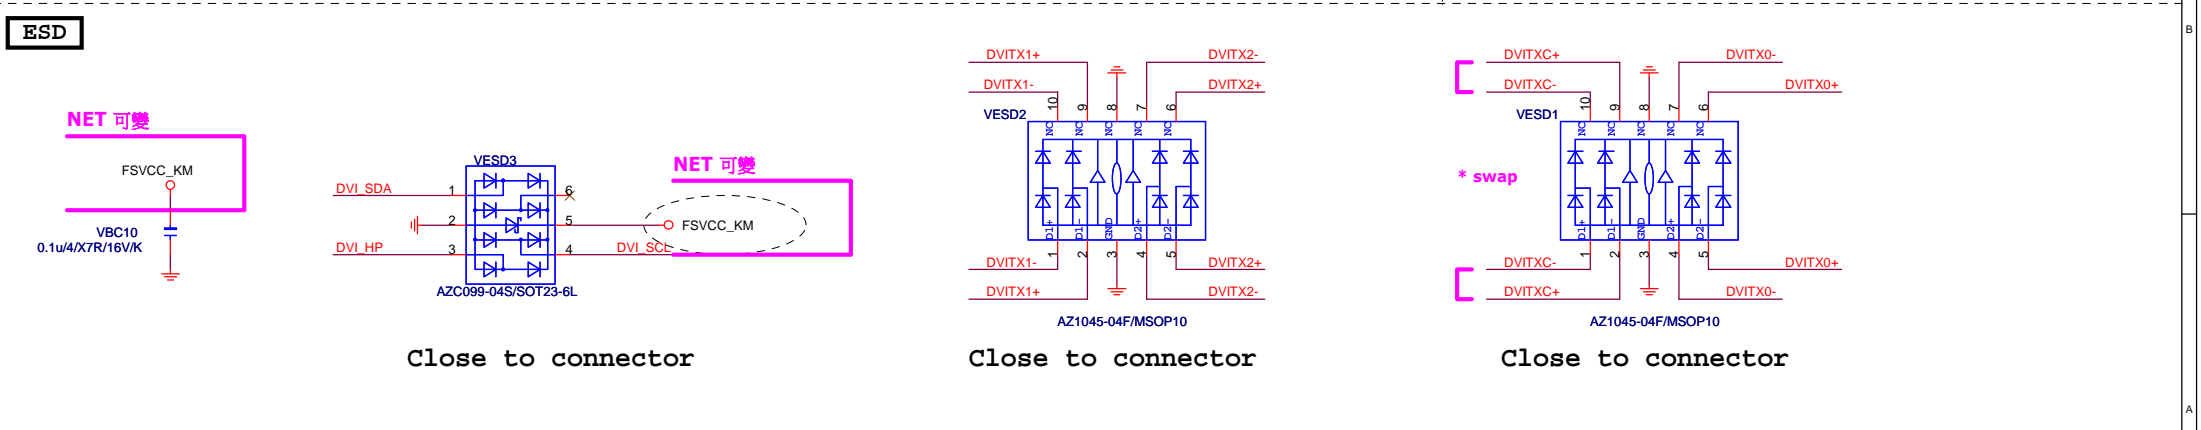 B
ESD
NET 可變
FSVCC_KM
VBC10
0.1u/4/X7R/16V/K
VESD3
DVI_SDA
1
6
2
5
DVI_HP
3
4
DVI_SCL
NET 可變
FSVCC_KM
AZC099-04S/SOT23-6L
Close to connector
DVITX1+
DVITX2-
DVITX1-
DVITX2+
VESD2
10
9
8
7
6
NC
NC
NC
NC
NC
D1+
D1-
GND
D2+
D2-
1
2
3
4
5
DVITX1-
DVITX2+
DVITX1+
DVITX2-
AZ1045-04F/MSOP10
Close to connector
DVITXC+
DVITX0-
DVITXC-
DVITX0+
VESD1
10
9
8
7
6
NC
NC
NC
NC
NC
* swap
D1+
D1-
GND
D2+
D2-
1
2
3
4
5
DVITXC-
DVITX0+
DVITXC+
DVITX0-
AZ1045-04F/MSOP10
Close to connector
A